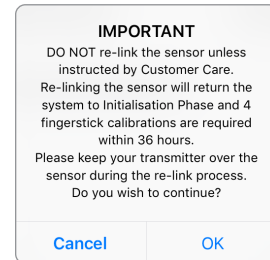 IMPORTANT
DO NOT re-link the sensor unless
instructed by Customer Care.
Re-linking the sensor will return the
system to Initialisation Phase and 4
fingerstick calibrations are required
within 36 hours.
Please keep your transmitter over the
sensor during the re-link process.
Do you wish to continue?
Cancel
OK